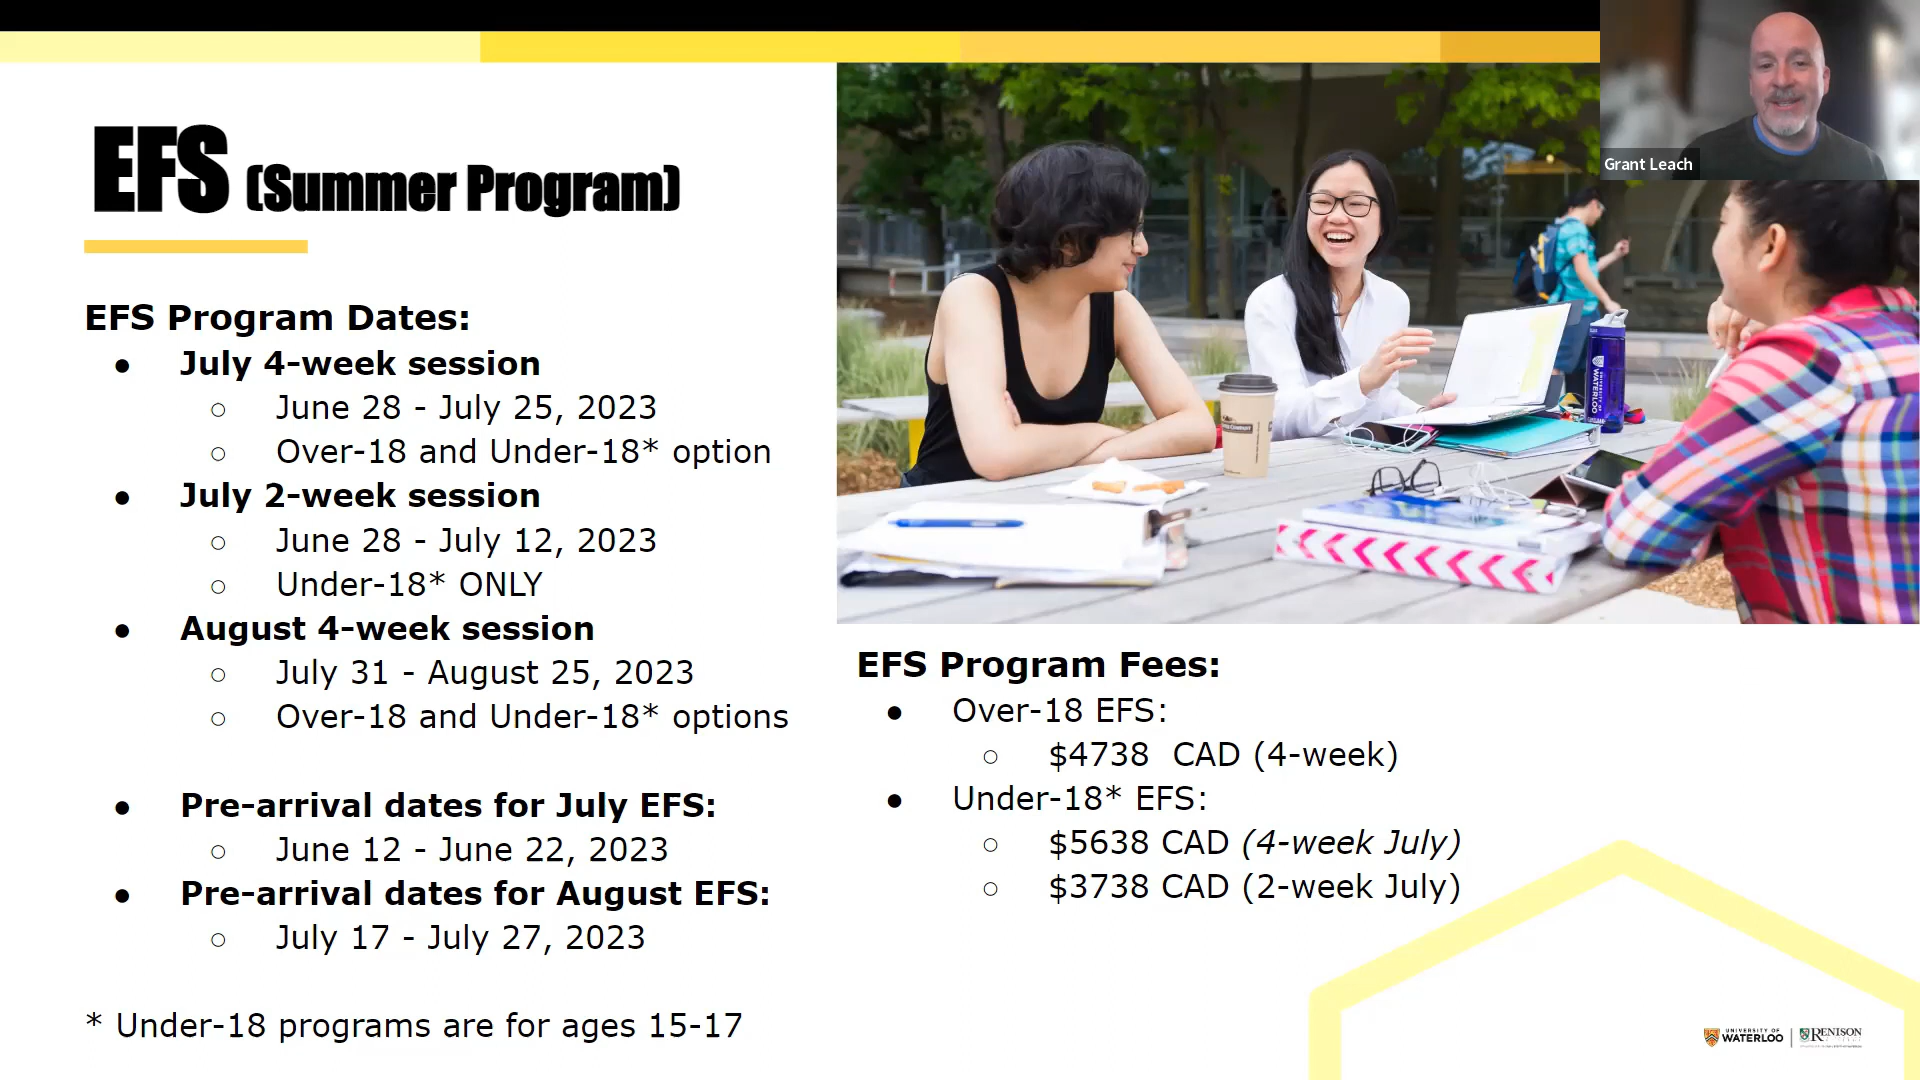 Grant Leach
EFS (Summer Program)
EFS Program Dates:
● July 4-week session
○ June 28 - July 25, 2023
○ Over-18 and Under-18* option
● July 2-week session
○ June 28 - July 12, 2023
○ Under-18* ONLY
● August 4-week session
○ July 31 - August 25, 2023
○ Over-18 and Under-18* options
● Pre-arrival dates for July EFS:
○ June 12 - June 22, 2023
● Pre-arrival dates for August EFS:
○ July 17 - July 27, 2023
* Under-18 programs are for ages 15-17
UNIVERSITY OF
WATERLOO
EFS Program Fees:
● Over-18 EFS:
○ $4738  CAD (4-week)
● Under-18* EFS:
○ $5638 CAD (4-week July)
○ $3738 CAD (2-week July)
UNIVERSITY OF
WATERLOO
RENISON